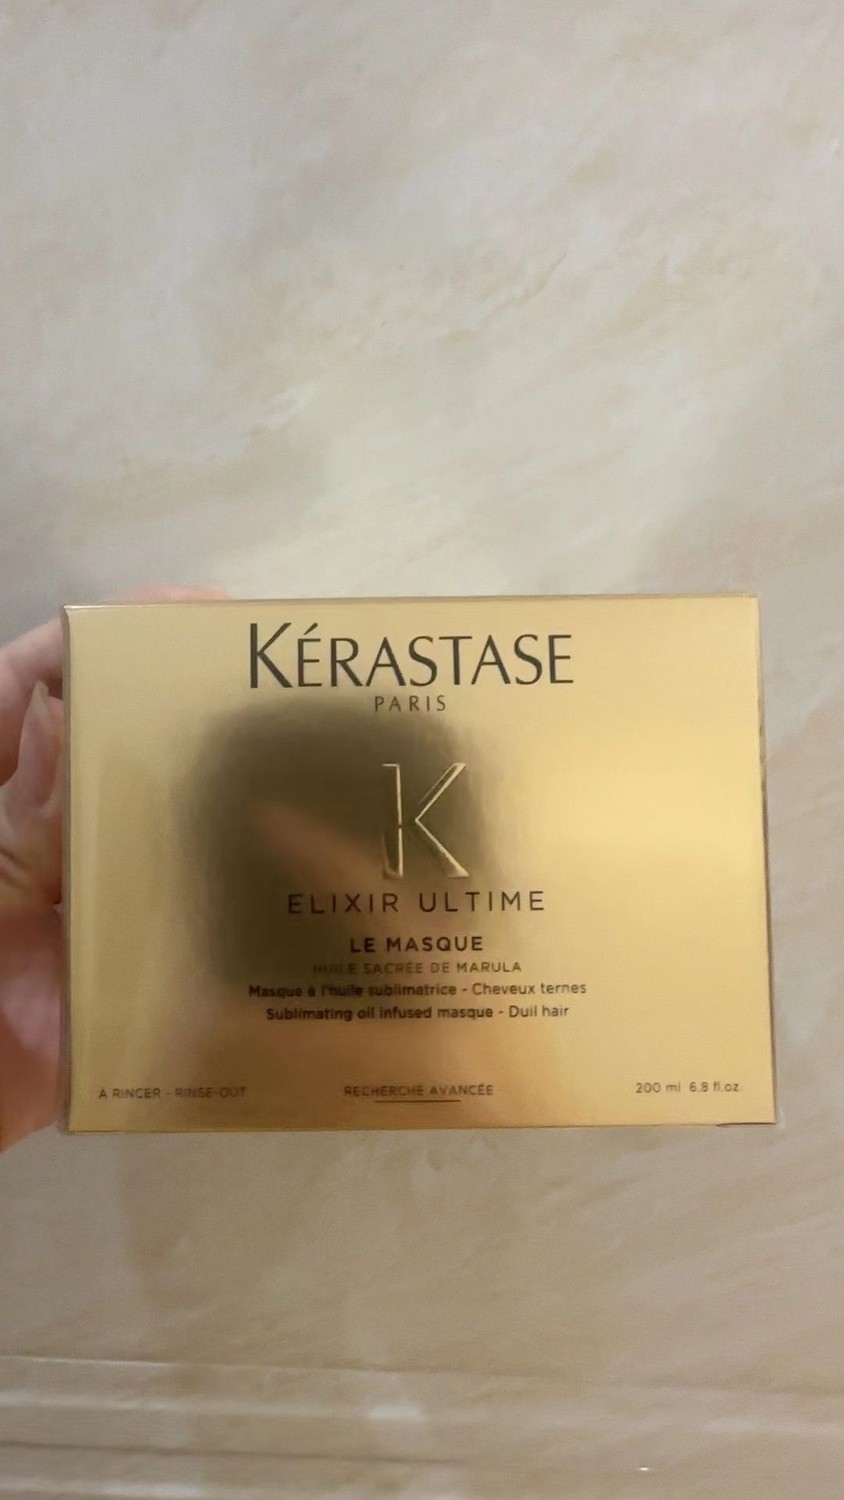 KÉRASTASE
PARIS
K
ELIXIR ULTIME
LE MASQUE
HUILE SACRÉE DE MARULA
Masque à l'huile sublimatrice - Cheveux ternes
Sublimating oil infused masque - Dull hair
À RINCER - RINSE-OUT
RECHERCHE AVANCÉE
200 ml 6.8 fl.oz.